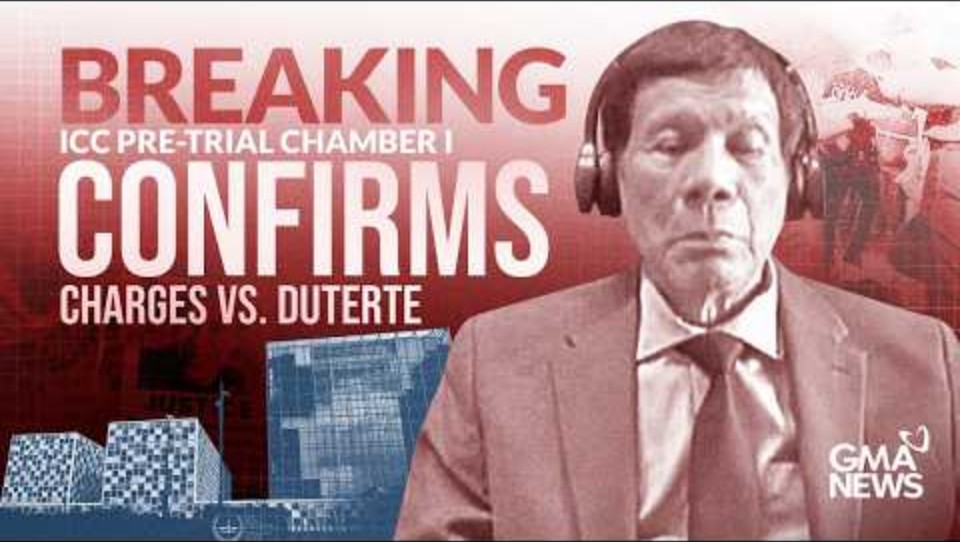 BREAKING
ICC PRE-TRIAL CHAMBER I
CONFIRMS
CHARGES VS. DUTERTE
GMA
NEWS